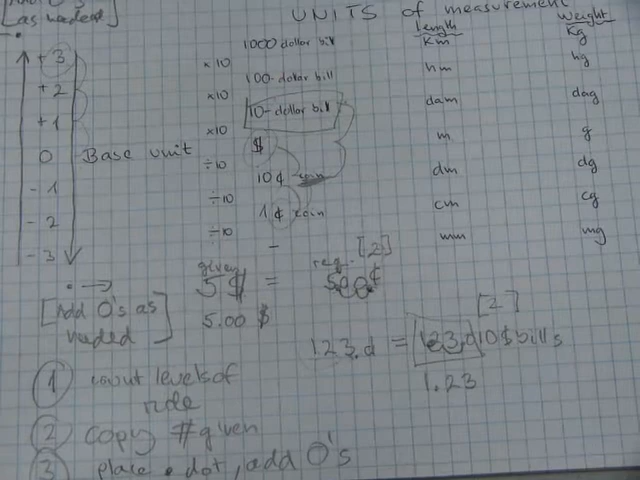 UNITS of measurement
[as needed]
length weight
1000 dollar bill km kg
+3 x10
100-dollar bill hm hg
+2 x10
10-dollar bill dam dag
+1 x10
0 Base unit $ m g
÷10
-1 10¢ dm dg
÷10
-2 1¢ coin cm cg
÷10
-3 - mm mg
given req. [2]
5$ = 500¢
[Add 0's as needed] 5.00 $
[2]
123. = 123. 10$ bills
1.23
1 count levels of
2 copy # given
3 place . dot, add 0's